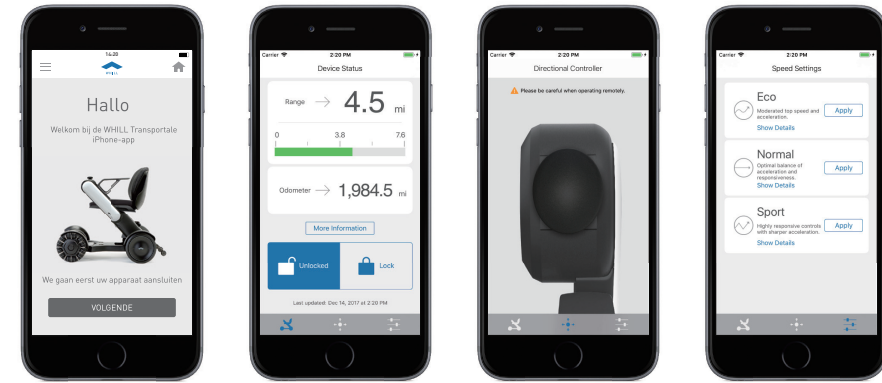 14:20
WHILL
Hallo
Welkom bij de WHILL Transportale
iPhone-app
We gaan eerst uw apparaat aansluiten
VOLGENDE
Carrier 2:20 PM
Device Status
Range → 4.5 mi
0 3.8 7.6
Odometer → 1,984.5 mi
More Information
Unlocked Lock
Last updated: Dec 14, 2017 at 2:20 PM
Carrier 2:20 PM
Directional Controller
Please be careful when operating remotely.
Carrier 2:20 PM
Speed Settings
Eco
Moderated top speed and
acceleration.
Show Details
Apply
Normal
Optimal balance of
acceleration and
responsiveness.
Show Details
Apply
Sport
Highly responsive controls
with sharper acceleration.
Show Details
Apply